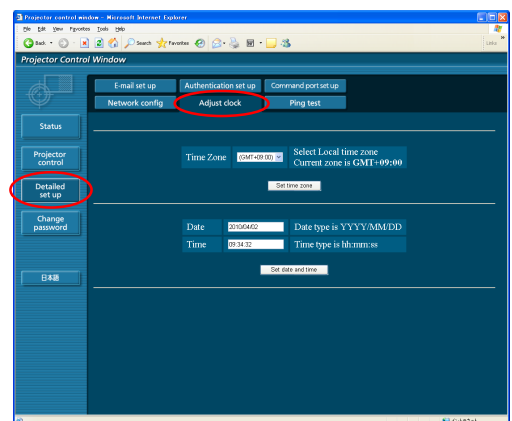 Projector control window - Microsoft Internet Explorer
File Edit View Favorites Tools Help
Back Search Favorites Links
Projector Control Window
E-mail set up Authentication set up Command port set up
Network config Adjust clock Ping test
Status
Projector
control
Detailed
set up
Change
password
日本語
Time Zone (GMT+09:00) Select Local time zone
Current zone is GMT+09:00
Set time zone
Date 2010/04/02 Date type is YYYY/MM/DD
Time 09:34:32 Time type is hh:mm:ss
Set date and time